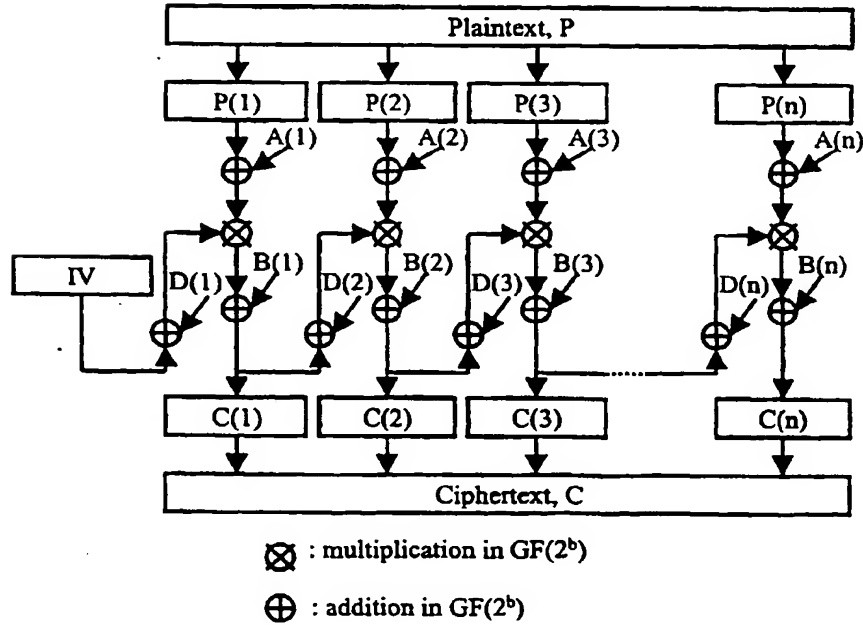 Plaintext, P
P(1) P(2) P(3) P(n)
A(1) A(2) A(3) A(n)
IV D(1) B(1) D(2) B(2) D(3) B(3) D(n) B(n)
C(1) C(2) C(3) C(n)
Ciphertext, C
⊗ : multiplication in GF(2ᵇ)
⊕ : addition in GF(2ᵇ)